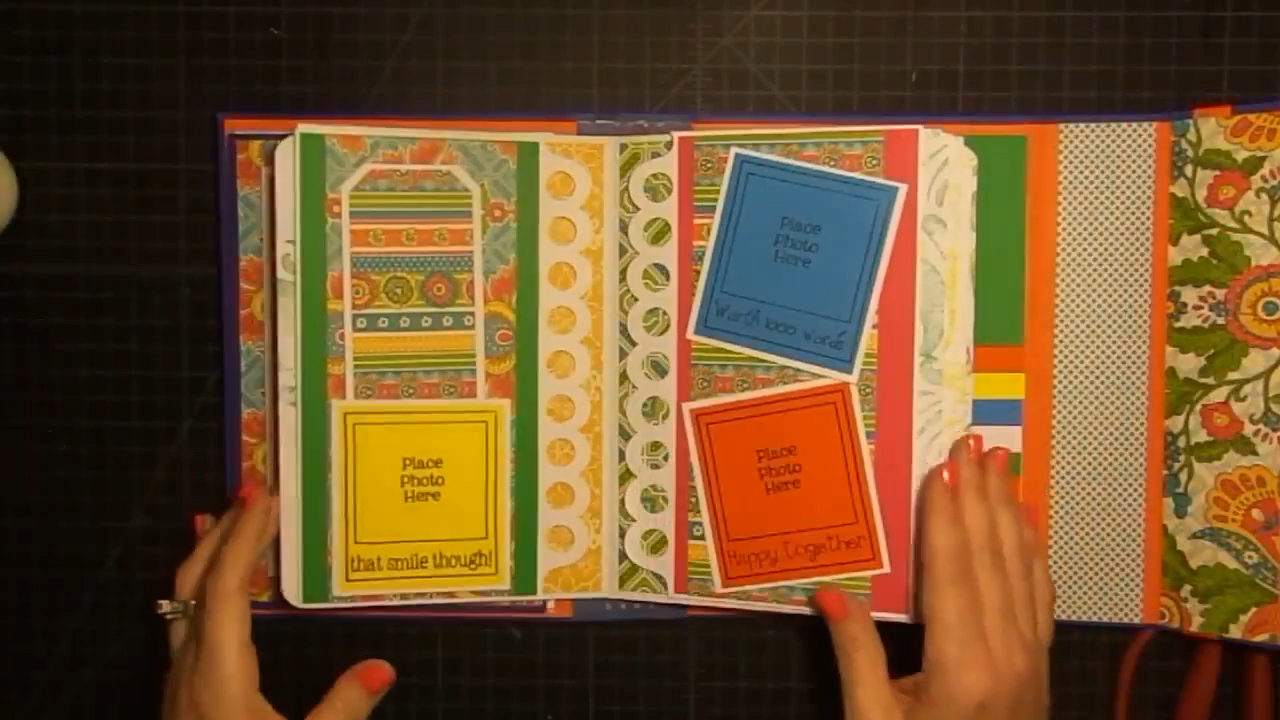 Place
Photo
Here
that smile though!
Place
Photo
Here
Worth 1000 words
Place
Photo
Here
Happy Together